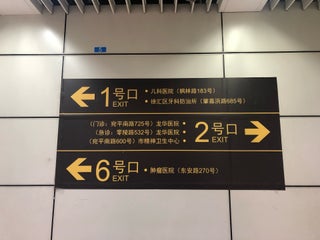 1号口
EXIT
• 儿科医院（枫林路183号）
• 徐汇区牙科防治所（肇嘉浜路685号）
（门诊：宛平南路725号）龙华医院 •
（急诊：零陵路532号）龙华医院 •
（宛平南路600号）市精神卫生中心 •
2号口
EXIT
6号口
EXIT
• 肿瘤医院（东安路270号）